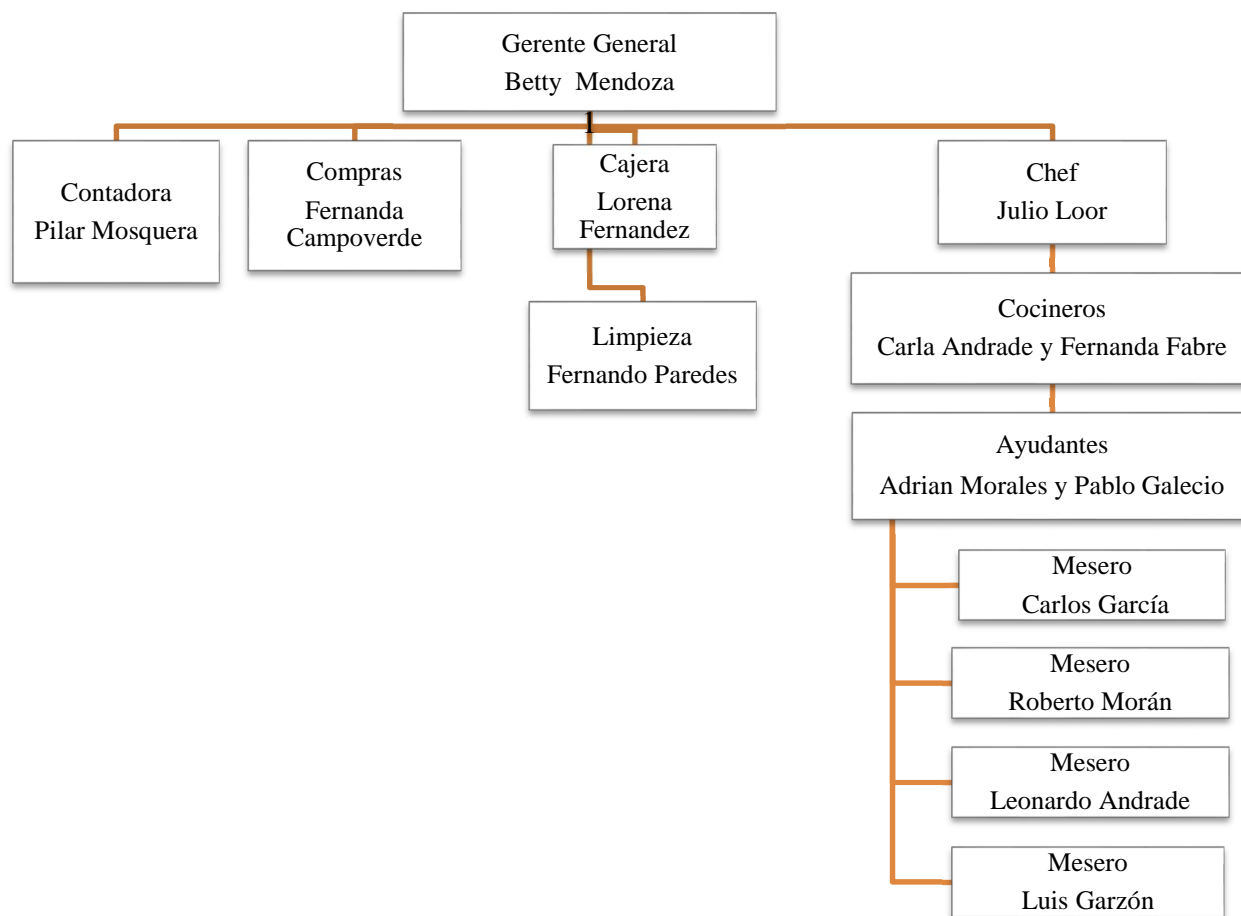 Gerente General
Betty Mendoza
1
Contadora
Pilar Mosquera
Compras
Fernanda
Campoverde
Cajera
Lorena
Fernandez
Chef
Julio Loor
Limpieza
Fernando Paredes
Cocineros
Carla Andrade y Fernanda Fabre
Ayudantes
Adrian Morales y Pablo Galecio
Mesero
Carlos García
Mesero
Roberto Morán
Mesero
Leonardo Andrade
Mesero
Luis Garzón